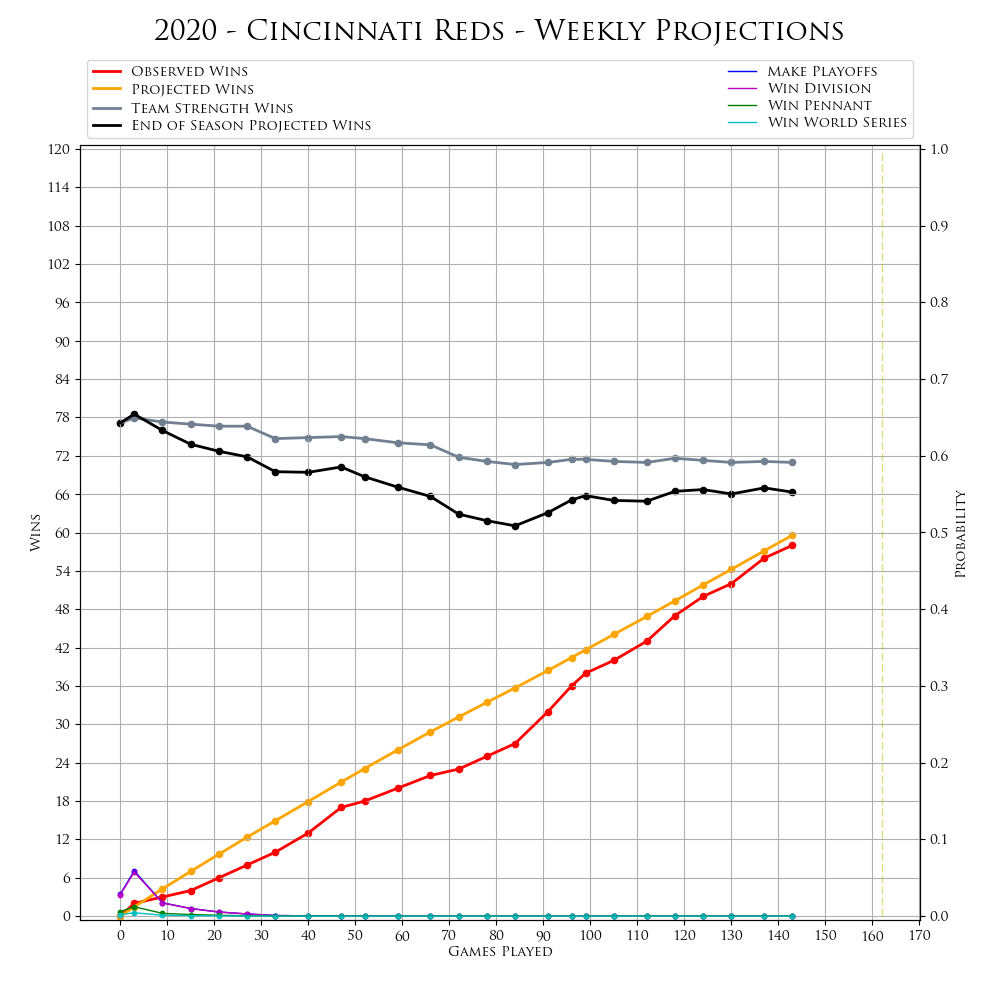 2020 - Cincinnati Reds - Weekly Projections
Observed Wins
Projected Wins
Team Strength Wins
End of Season Projected Wins
Make Playoffs
Win Division
Win Pennant
Win World Series
120
114
108
102
96
90
84
78
72
66
60
54
48
42
36
30
24
18
12
6
0
Wins
1.0
0.9
0.8
0.7
0.6
0.5
0.4
0.3
0.2
0.1
0.0
Probability
0 10 20 30 40 50 60 70 80 90 100 110 120 130 140 150 160 170
Games Played